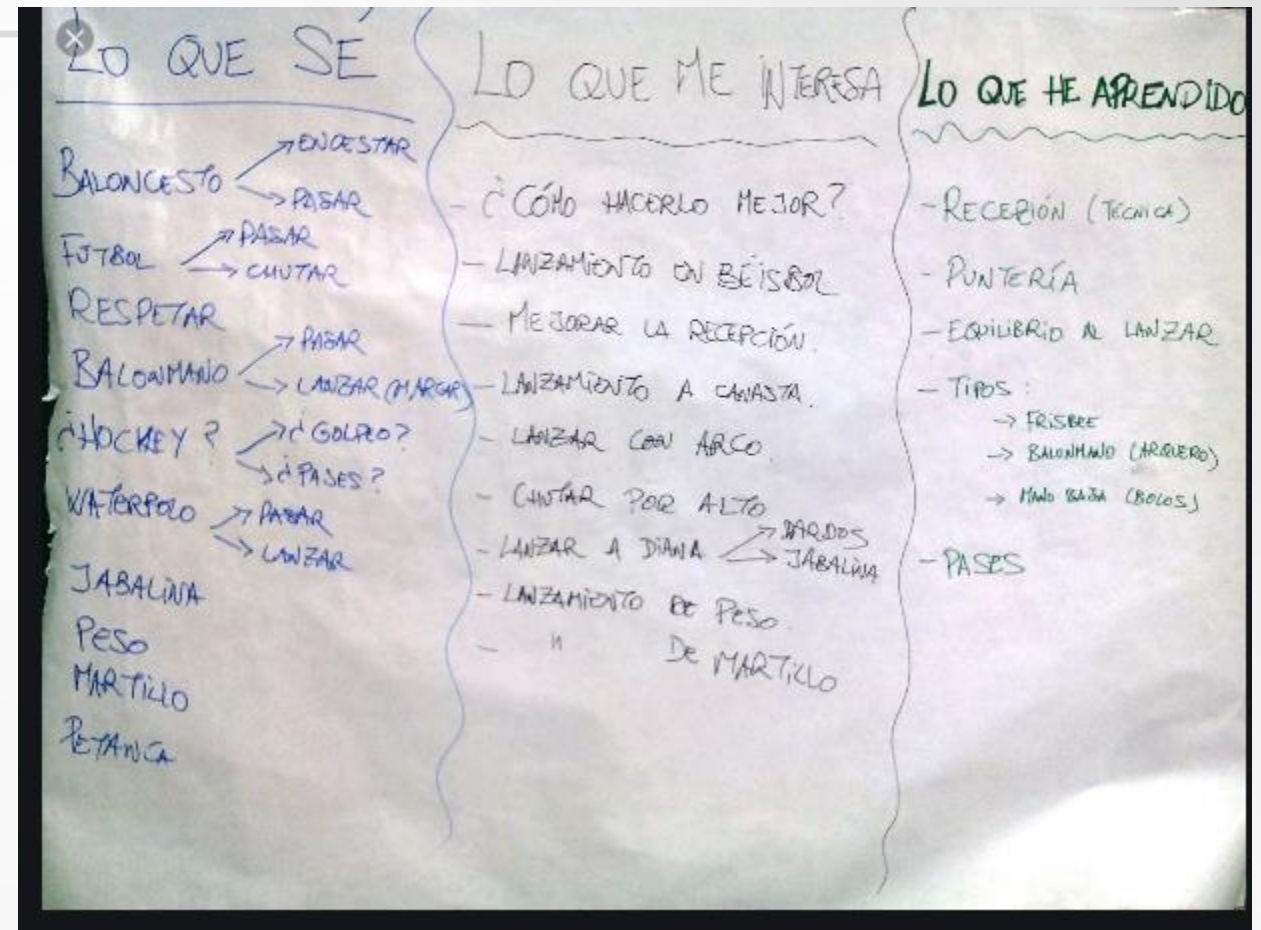 LO QUE SÉ
BALONCESTO
ENCESTAR
PASAR
FUTBOL
PASAR
CHUTAR
RESPETAR
BALONMANO
PASAR
LANZAR (MARCAR)
¿HOCKEY?
¿GOLPEO?
¿PASES?
WATERPOLO
PASAR
LANZAR
JABALINA
PESO
MARTILLO
PETANCA
LO QUE ME INTERESA
- ¿CÓMO HACERLO MEJOR?
- LANZAMIENTO EN BÉISBOL
- MEJORAR LA RECEPCIÓN.
- LANZAMIENTO A CANASTA.
- LANZAR CON ARCO.
- CHUTAR POR ALTO
- LANZAR A DIANA
DARDOS
JABALINA
- LANZAMIENTO DE PESO.
- " DE MARTILLO
LO QUE HE APRENDIDO
- RECEPCIÓN (TÉCNICA)
- PUNTERÍA
- EQUILIBRIO AL LANZAR
- TIPOS:
→ FRISBEE
→ BALONMANO (ARQUERO)
→ MANO BAJA (BOLOS)
- PASES